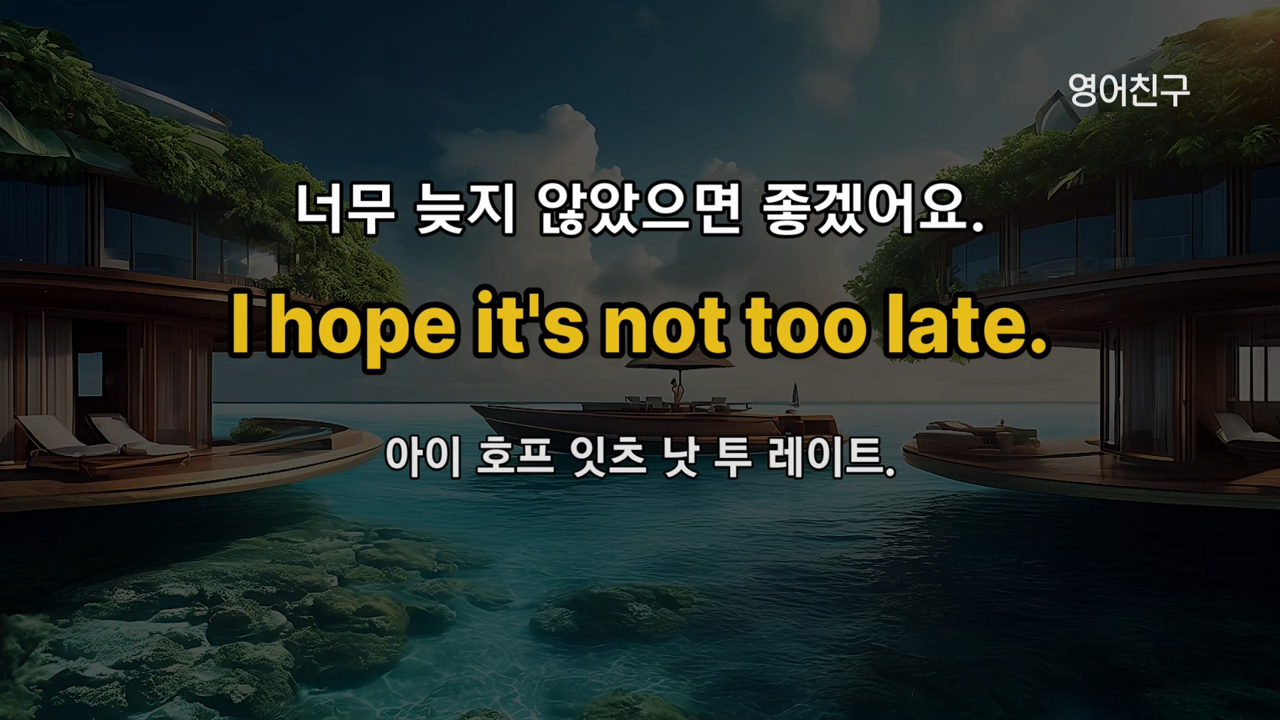 영어친구
너무 늦지 않았으면 좋겠어요.
I hope it's not too late.
아이 호프 잇츠 낫 투 레이트.